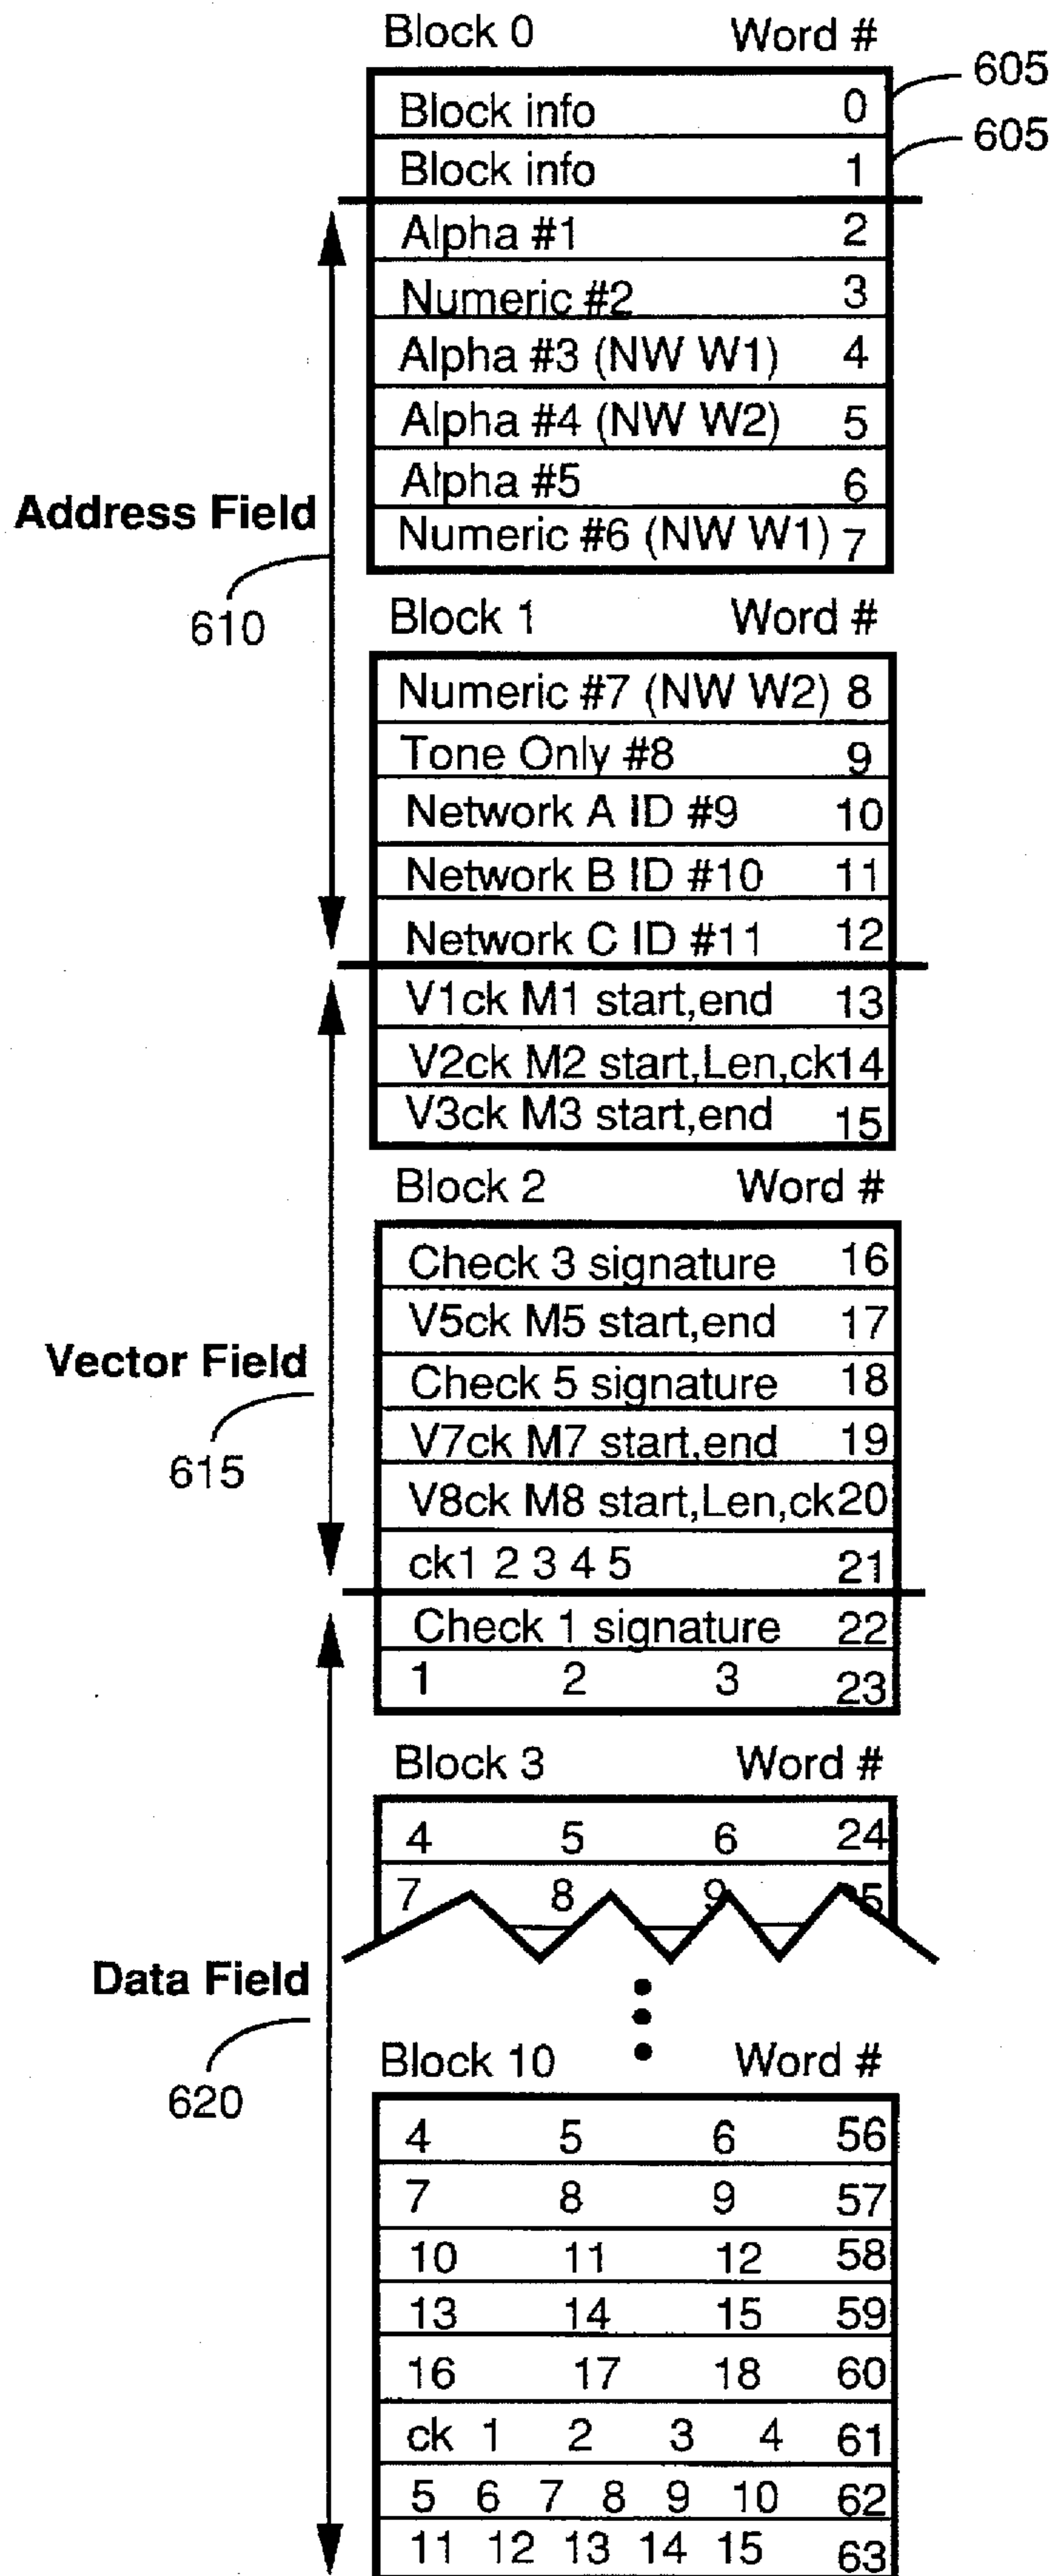 Block 0 Word #
605
Block info 0
605
Block info 1
Alpha #1 2
Numeric #2 3
Alpha #3 (NW W1) 4
Alpha #4 (NW W2) 5
Alpha #5 6
Address Field
Numeric #6 (NW W1) 7
610
Block 1 Word #
Numeric #7 (NW W2) 8
Tone Only #8 9
Network A ID #9 10
Network B ID #10 11
Network C ID #11 12
V1ck M1 start,end 13
V2ck M2 start,Len,ck14
V3ck M3 start,end 15
Block 2 Word #
Check 3 signature 16
V5ck M5 start,end 17
Vector Field
Check 5 signature 18
V7ck M7 start,end 19
615
V8ck M8 start,Len,ck20
ck1 2 3 4 5 21
Check 1 signature 22
1 2 3 23
Block 3 Word #
4 5 6 24
7 8 9
Data Field
Block 10 Word #
620
4 5 6 56
7 8 9 57
10 11 12 58
13 14 15 59
16 17 18 60
ck 1 2 3 4 61
5 6 7 8 9 10 62
11 12 13 14 15 63